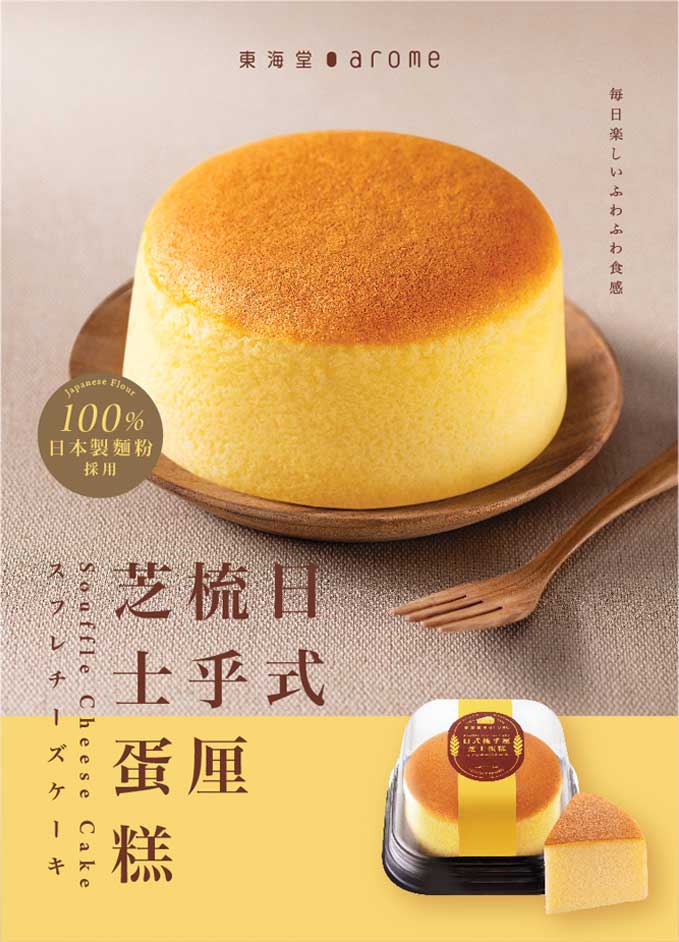 東海堂 arome
毎日楽しいふわふわ食感
Japanese Flour
100%
日本製麵粉
採用
日式
梳乎厘
芝士蛋糕
Souffle Cheese Cake
スフレチーズケーキ
日式梳乎厘
芝士蛋糕